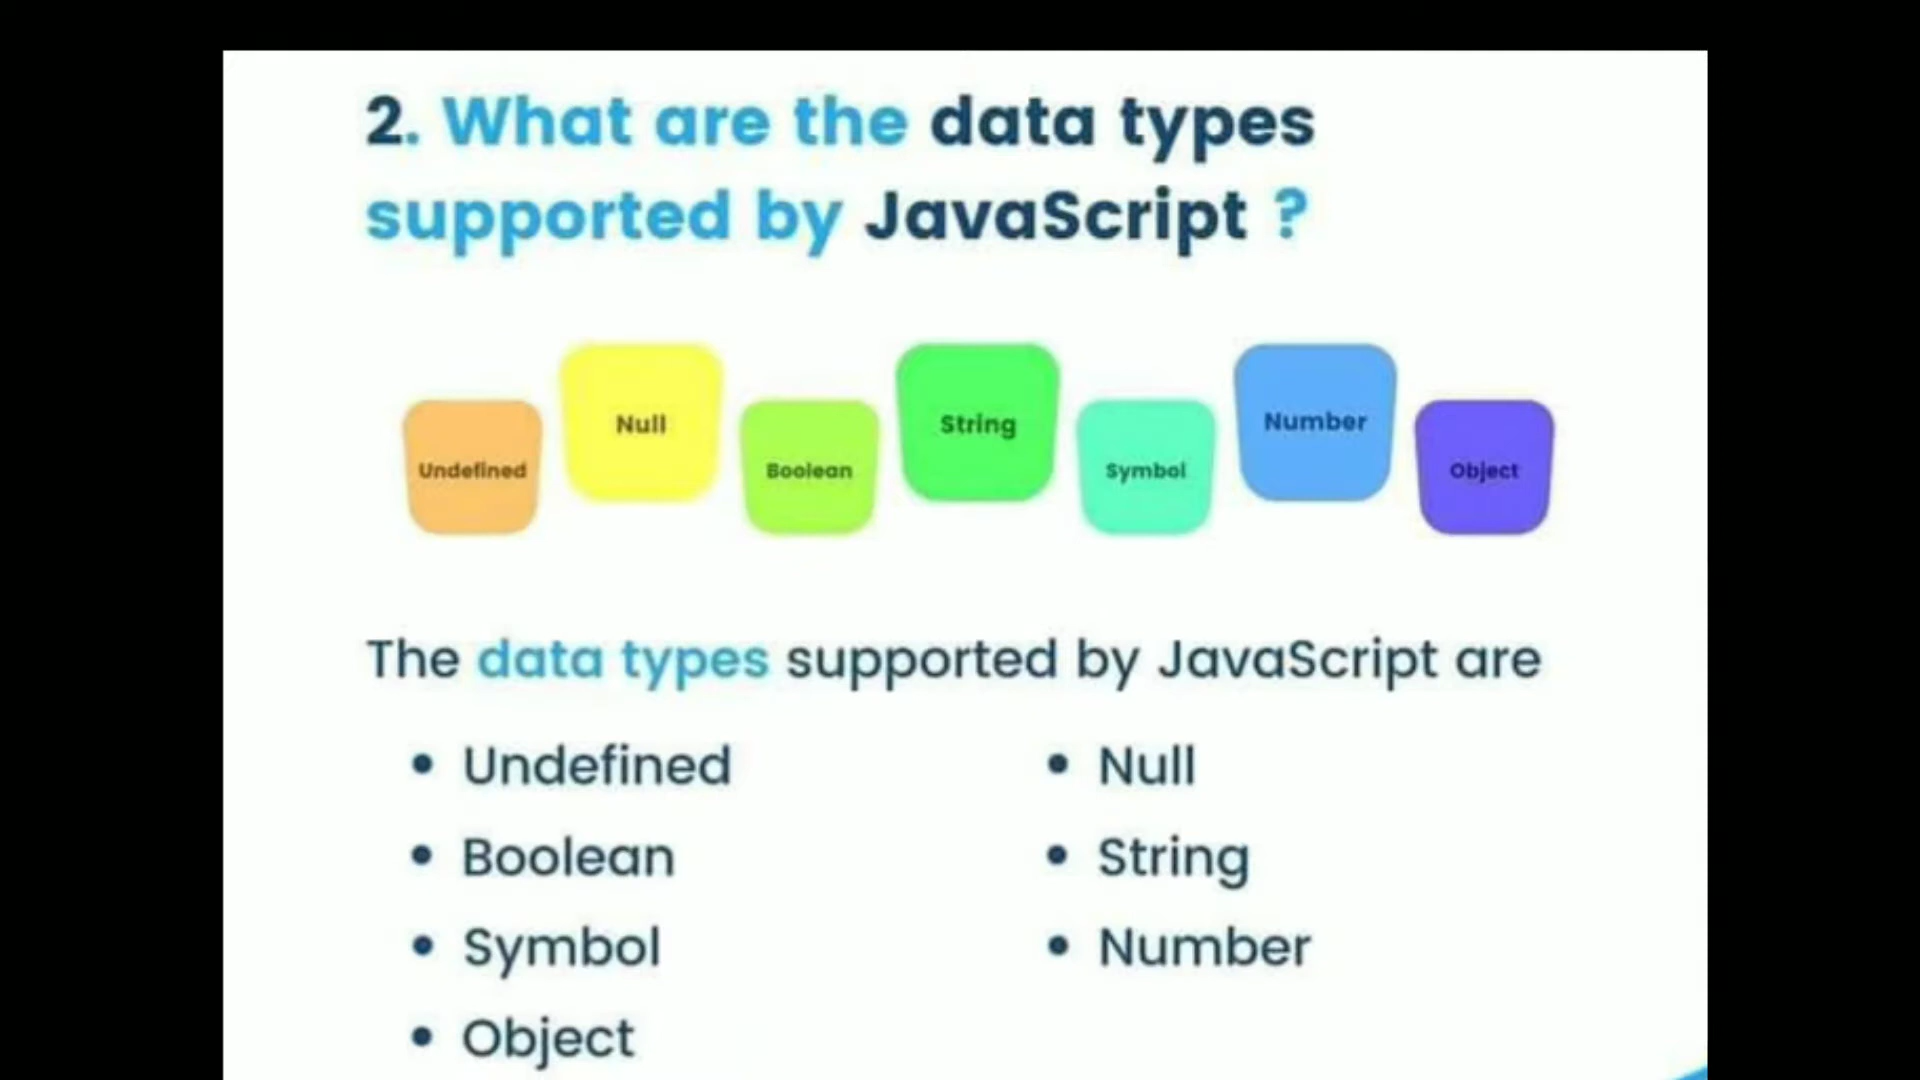 2. What are the data types
supported by JavaScript ?
Undefined
Null
Boolean
String
Symbol
Number
Object
The data types supported by JavaScript are
• Undefined
• Null
• Boolean
• String
• Symbol
• Number
• Object